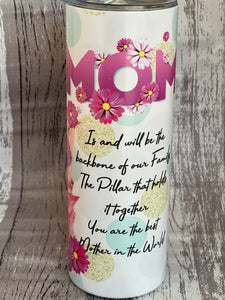 MOM
Is and will be the
backbone of our Family
The Pillar that holds
it together
You are the best
Mother in the World